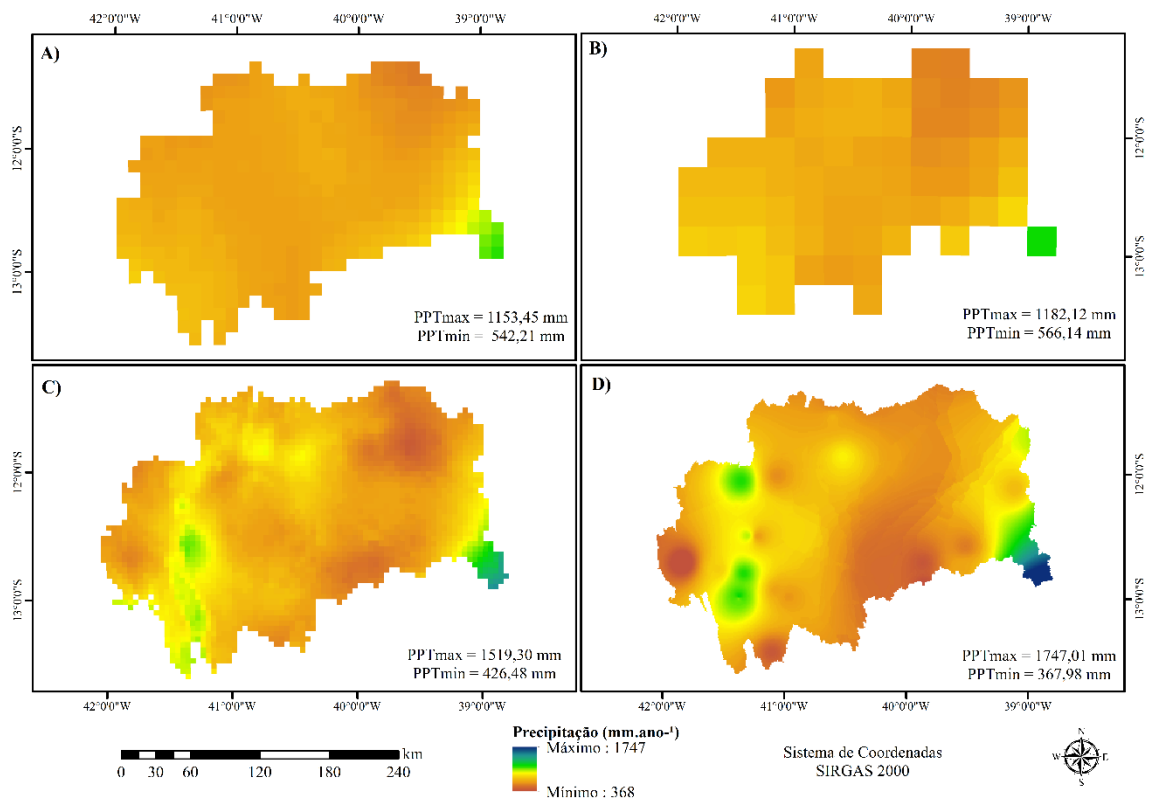 42°0'0"W 41°0'0"W 40°0'0"W 39°0'0"W 42°0'0"W 41°0'0"W 40°0'0"W 39°0'0"W
A)
B)
12°0'0"S
12°0'0"S
13°0'0"S
13°0'0"S
PPTmax = 1153,45 mm
PPTmin = 542,21 mm
PPTmax = 1182,12 mm
PPTmin = 566,14 mm
C)
D)
12°0'0"S
12°0'0"S
13°0'0"S
13°0'0"S
PPTmax = 1519,30 mm
PPTmin = 426,48 mm
PPTmax = 1747,01 mm
PPTmin = 367,98 mm
42°0'0"W 41°0'0"W 40°0'0"W 39°0'0"W 42°0'0"W 41°0'0"W 40°0'0"W 39°0'0"W
Precipitação (mm.ano-¹)
Máximo : 1747
Mínimo : 368
km
0 30 60 120 180 240
Sistema de Coordenadas
SIRGAS 2000
N
W E
S